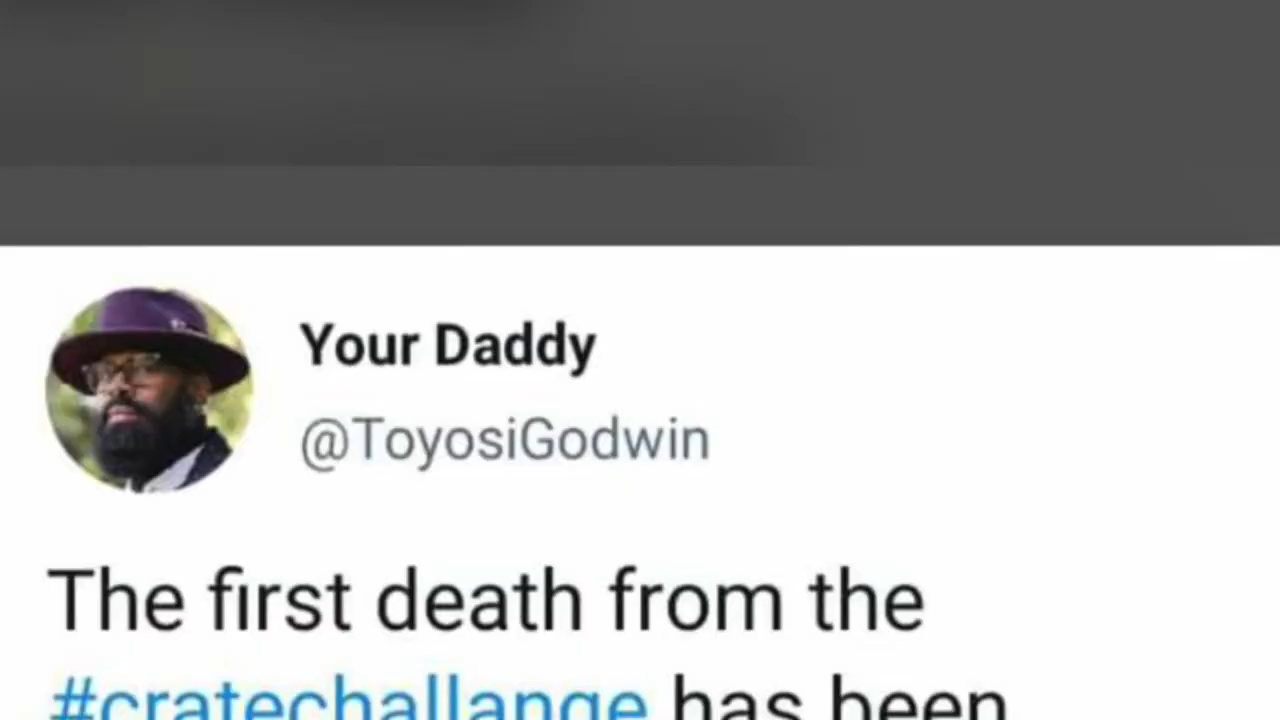 Your Daddy
@ToyosiGodwin
The first death from the
#cratechallange has been